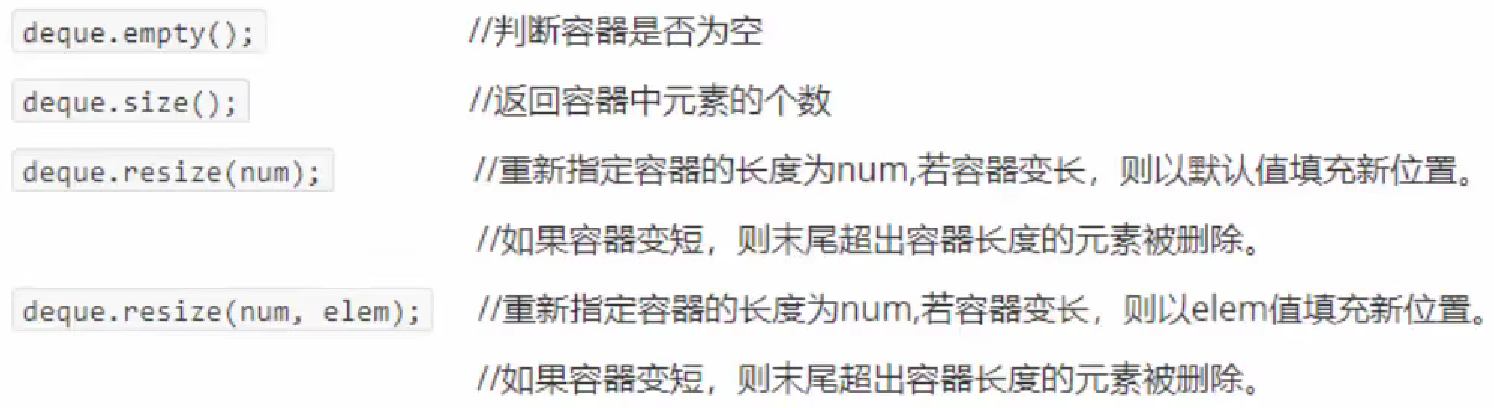 deque.empty(); //判断容器是否为空
deque.size(); //返回容器中元素的个数
deque.resize(num); //重新指定容器的长度为num,若容器变长，则以默认值填充新位置。
//如果容器变短，则末尾超出容器长度的元素被删除。
deque.resize(num, elem); //重新指定容器的长度为num,若容器变长，则以elem值填充新位置。
//如果容器变短，则末尾超出容器长度的元素被删除。